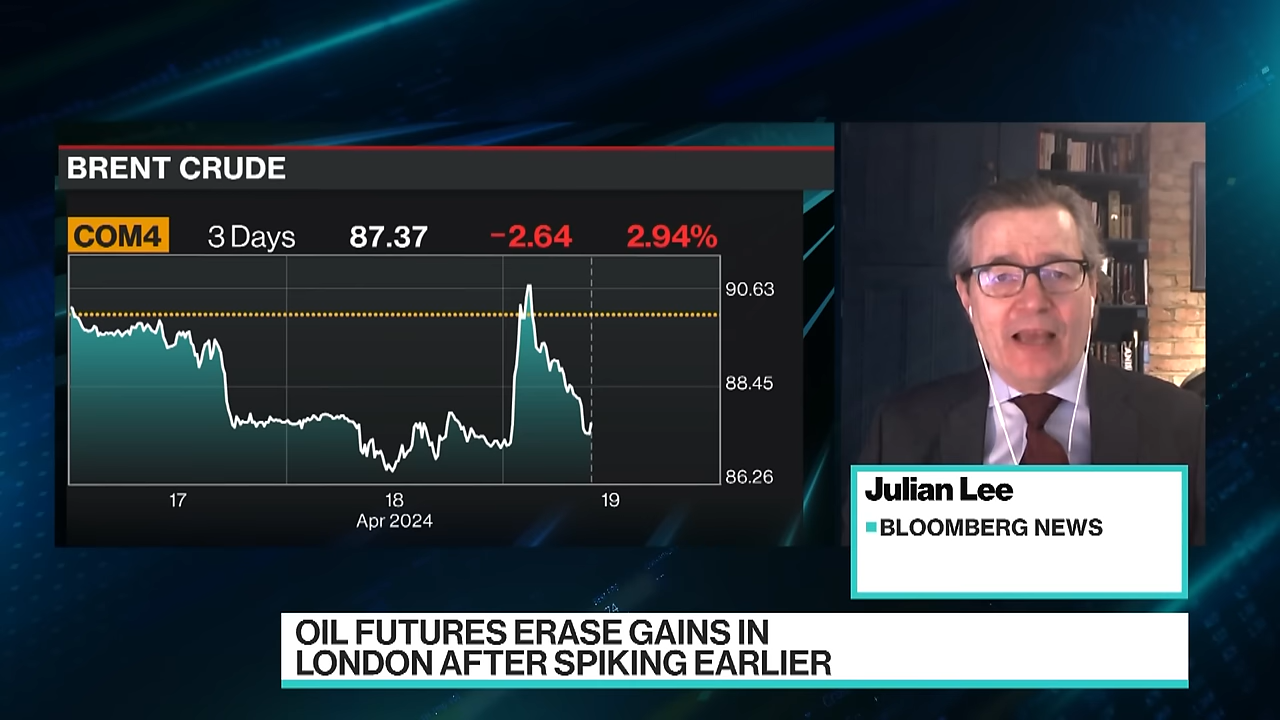 BRENT CRUDE
COM4 3 Days 87.37 -2.64 2.94%
90.63
88.45
86.26
17 18 19
Apr 2024
Julian Lee
BLOOMBERG NEWS
OIL FUTURES ERASE GAINS IN
LONDON AFTER SPIKING EARLIER